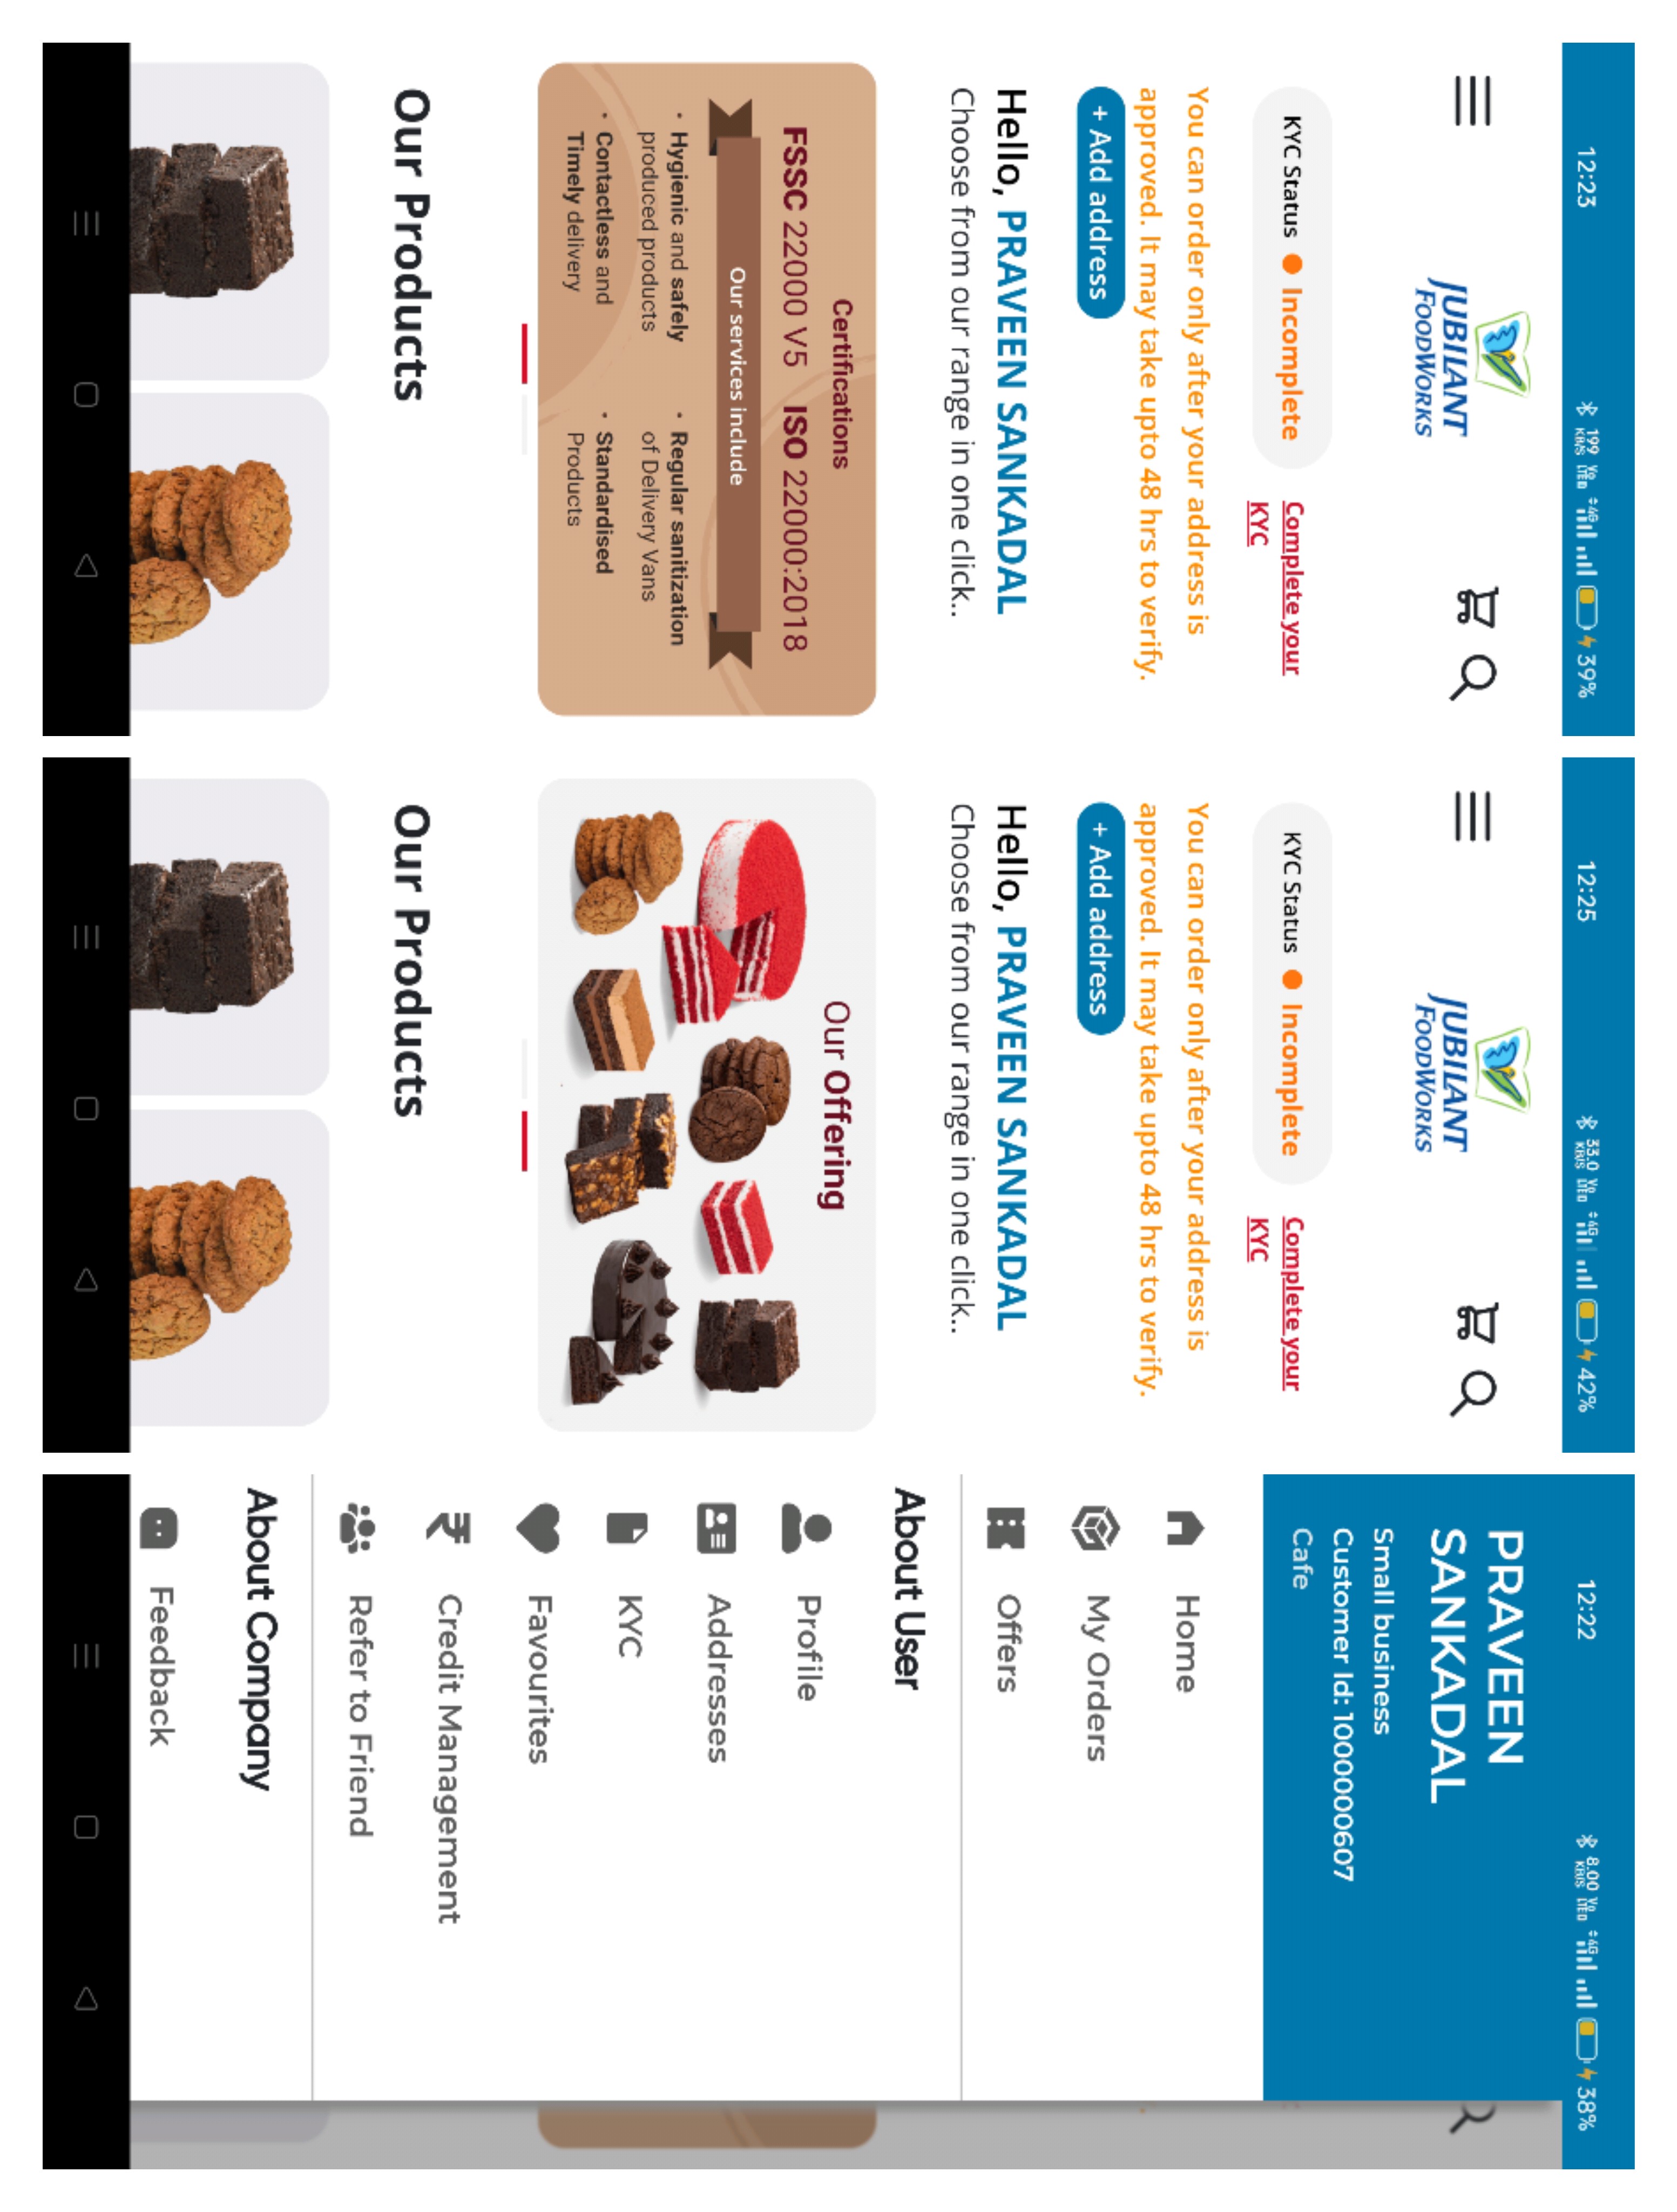 12:23
199 KB/S
4G
39%
JUBILANT
FOODWORKS
KYC Status
Incomplete
Complete your
KYC
You can order only after your address is
approved. It may take upto 48 hrs to verify.
+ Add address
Hello, PRAVEEN SANKADAL
Choose from our range in one click..
Certifications
FSSC 22000 V5 ISO 22000:2018
Our services include
• Hygienic and safely
produced products
• Contactless and
Timely delivery
• Regular sanitization
of Delivery Vans
• Standardised
Products
Our Products
12:25
33.0 KB/S
4G
42%
JUBILANT
FOODWORKS
KYC Status
Incomplete
Complete your
KYC
You can order only after your address is
approved. It may take upto 48 hrs to verify.
+ Add address
Hello, PRAVEEN SANKADAL
Choose from our range in one click..
Our Offering
Our Products
12:22
8.00 KB/S
4G
38%
PRAVEEN
SANKADAL
Small business
Customer Id: 1000000607
Cafe
Home
My Orders
Offers
About User
Profile
Addresses
KYC
Favourites
₹ Credit Management
Refer to Friend
About Company
Feedback